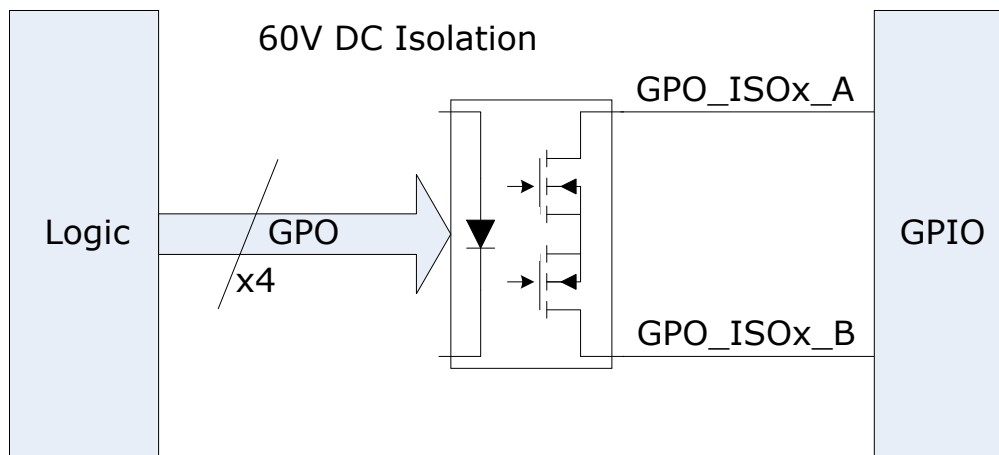 60V DC Isolation
GPO_ISOx_A
Logic
GPO
x4
GPIO
GPO_ISOx_B